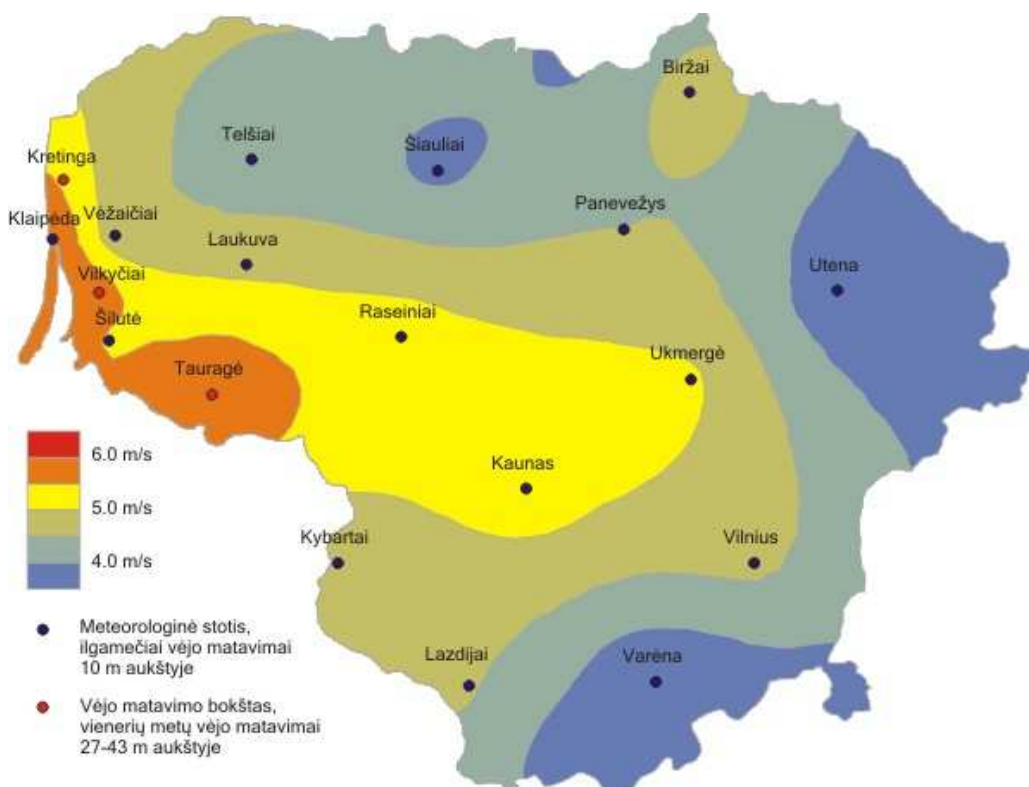 Biržai
Telšiai
Šiauliai
Kretinga
Panevežys
Klaipėda
Vėžaičiai
Laukuva
Utena
Vilkyčiai
Raseiniai
Šilutė
Ukmergė
Tauragė
6.0 m/s
Kaunas
5.0 m/s
Kybartai
Vilnius
4.0 m/s
Meteorologinė stotis,
ilgamečiai vėjo matavimai
10 m aukštyje
Lazdijai
Varėna
Vėjo matavimo bokštas,
vienerių metų vėjo matavimai
27-43 m aukštyje